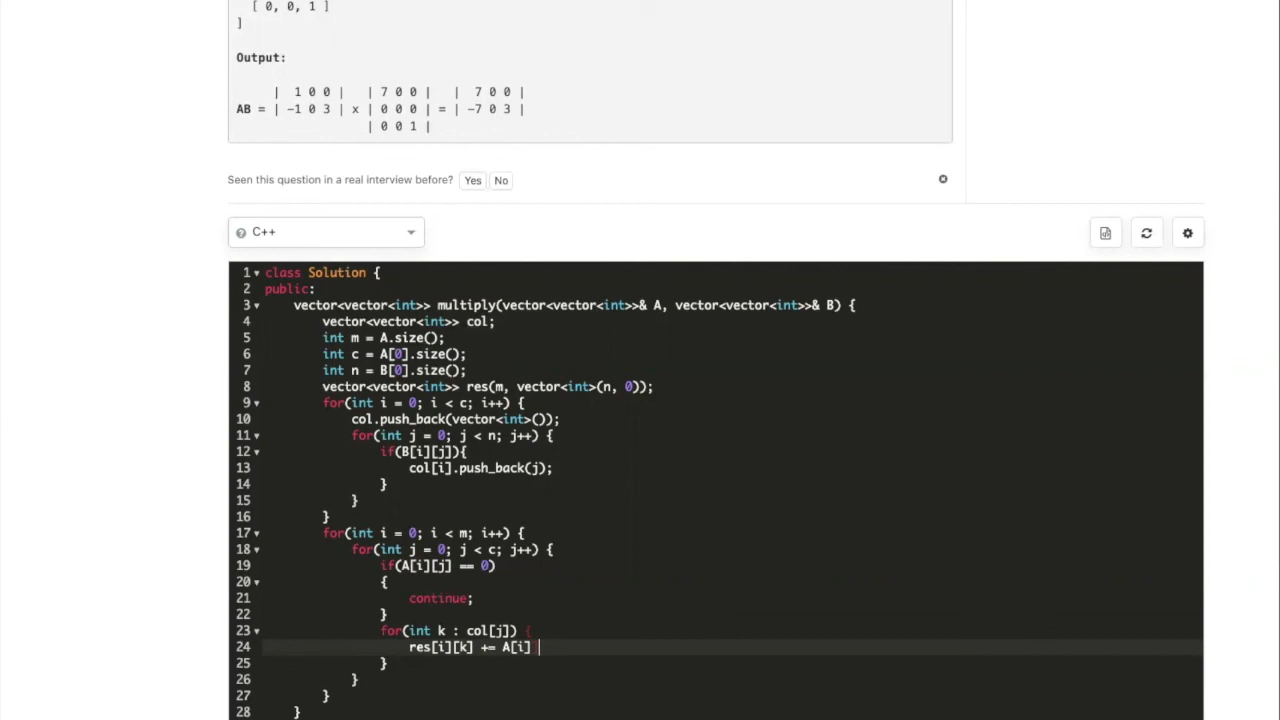 [ 0, 0, 1 ]
]
Output:
| 1 0 0 | | 7 0 0 | | 7 0 0 |
AB = | -1 0 3 | x | 0 0 0 | = | -7 0 3 |
| 0 0 1 |
Seen this question in a real interview before? Yes No
C++
1 class Solution {
2 public:
3 vector<vector<int>> multiply(vector<vector<int>>& A, vector<vector<int>>& B) {
4 vector<vector<int>> col;
5 int m = A.size();
6 int c = A[0].size();
7 int n = B[0].size();
8 vector<vector<int>> res(m, vector<int>(n, 0));
9 for(int i = 0; i < c; i++) {
10 col.push_back(vector<int>());
11 for(int j = 0; j < n; j++) {
12 if(B[i][j]){
13 col[i].push_back(j);
14 }
15 }
16 }
17 for(int i = 0; i < m; i++) {
18 for(int j = 0; j < c; j++) {
19 if(A[i][j] == 0)
20 {
21 continue;
22 }
23 for(int k : col[j]) {
24 res[i][k] += A[i]
25 }
26 }
27 }
28 }